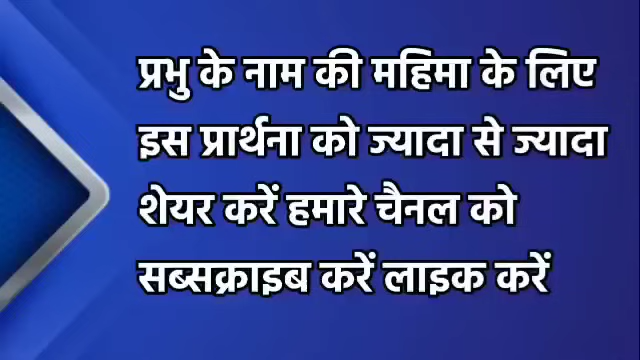 प्रभु के नाम की महिमा के लिए
इस प्रार्थना को ज्यादा से ज्यादा
शेयर करें हमारे चैनल को
सब्सक्राइब करें लाइक करें